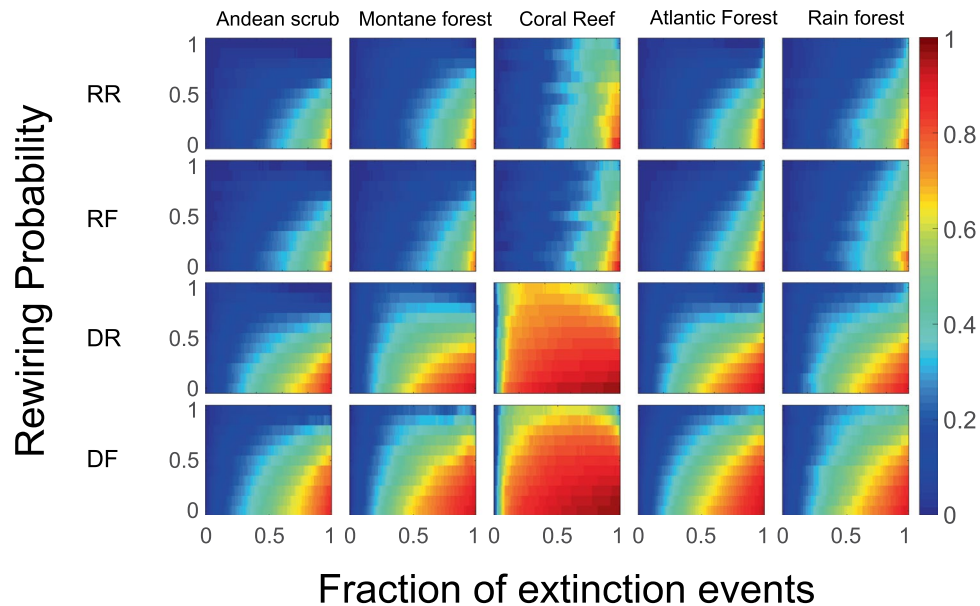 Andean scrub Montane forest Coral Reef Atlantic Forest Rain forest
Rewiring Probability
RR
1
0.5
0
RF
1
0.5
0
DR
1
0.5
0
DF
1
0.5
0
0 0.5 1 0 0.5 1 0 0.5 1 0 0.5 1 0 0.5 1
Fraction of extinction events
1
0.8
0.6
0.4
0.2
0